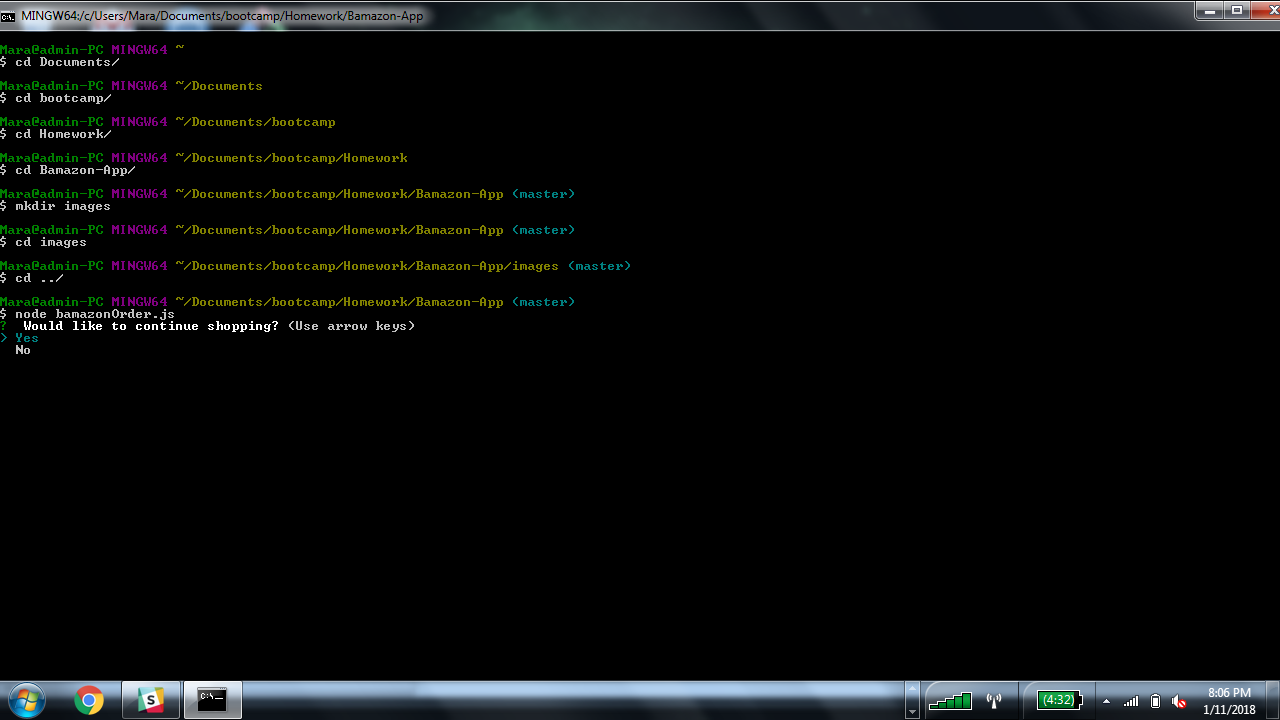 MINGW64:/c/Users/Mara/Documents/bootcamp/Homework/Bamazon-App
Mara@admin-PC MINGW64 ~
$ cd Documents/
Mara@admin-PC MINGW64 ~/Documents
$ cd bootcamp/
Mara@admin-PC MINGW64 ~/Documents/bootcamp
$ cd Homework/
Mara@admin-PC MINGW64 ~/Documents/bootcamp/Homework
$ cd Bamazon-App/
Mara@admin-PC MINGW64 ~/Documents/bootcamp/Homework/Bamazon-App (master)
$ mkdir images
Mara@admin-PC MINGW64 ~/Documents/bootcamp/Homework/Bamazon-App (master)
$ cd images
Mara@admin-PC MINGW64 ~/Documents/bootcamp/Homework/Bamazon-App/images (master)
$ cd ../
Mara@admin-PC MINGW64 ~/Documents/bootcamp/Homework/Bamazon-App (master)
$ node bamazonOrder.js
?  Would like to continue shopping? (Use arrow keys)
> Yes
  No
C:\_
(4:32)
8:06 PM
1/11/2018